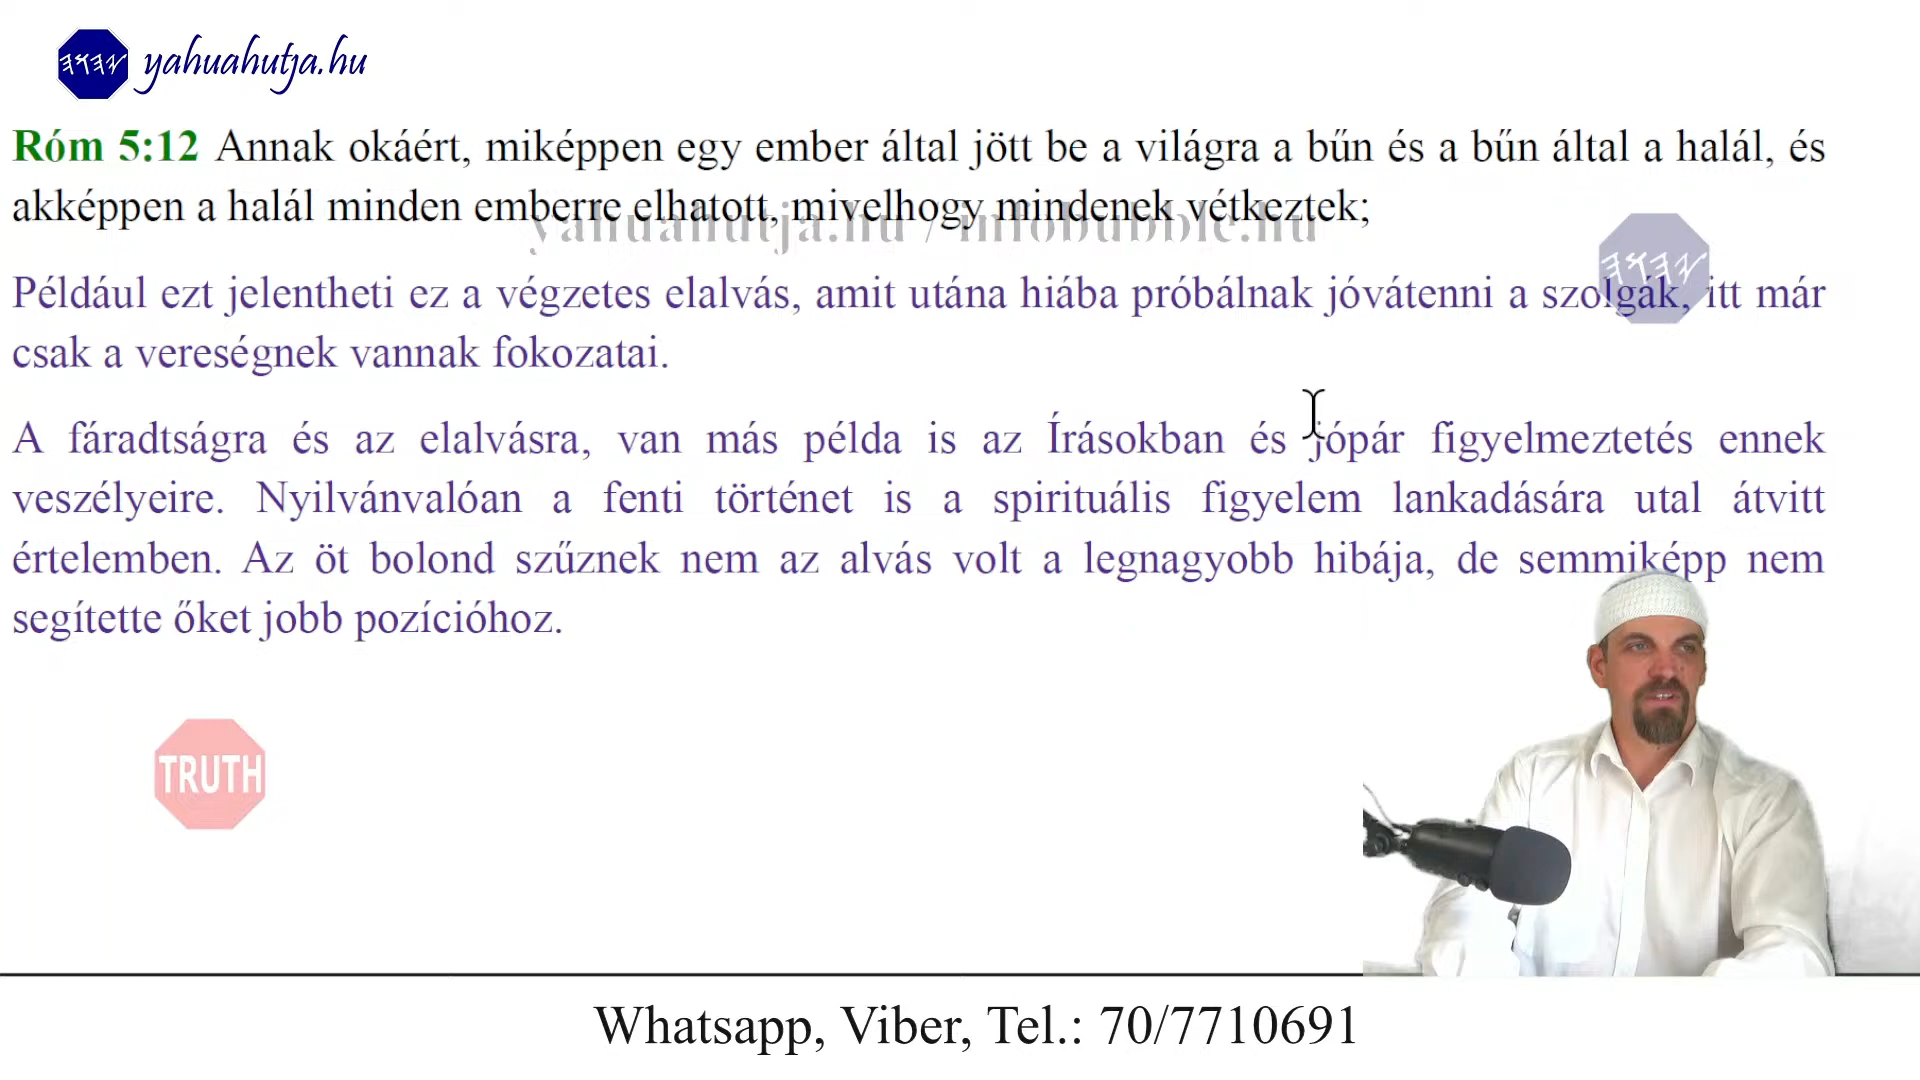 yahuahutja.hu
Róm 5:12 Annak okáért, miképpen egy ember által jött be a világra a bűn és a bűn által a halál, és
akképpen a halál minden emberre elhatott, mivelhogy mindenek vétkeztek;
yahuahutja.hu / infobubble.hu
Például ezt jelentheti ez a végzetes elalvás, amit utána hiába próbálnak jóvátenni a szolgák, itt már
csak a vereségnek vannak fokozatai.
A fáradtságra és az elalvásra, van más példa is az Írásokban és jópár figyelmeztetés ennek
veszélyeire. Nyilvánvalóan a fenti történet is a spirituális figyelem lankadására utal átvitt
értelemben. Az öt bolond szűznek nem az alvás volt a legnagyobb hibája, de semmiképp nem
segítette őket jobb pozícióhoz.
TRUTH
Whatsapp, Viber, Tel.: 70/7710691